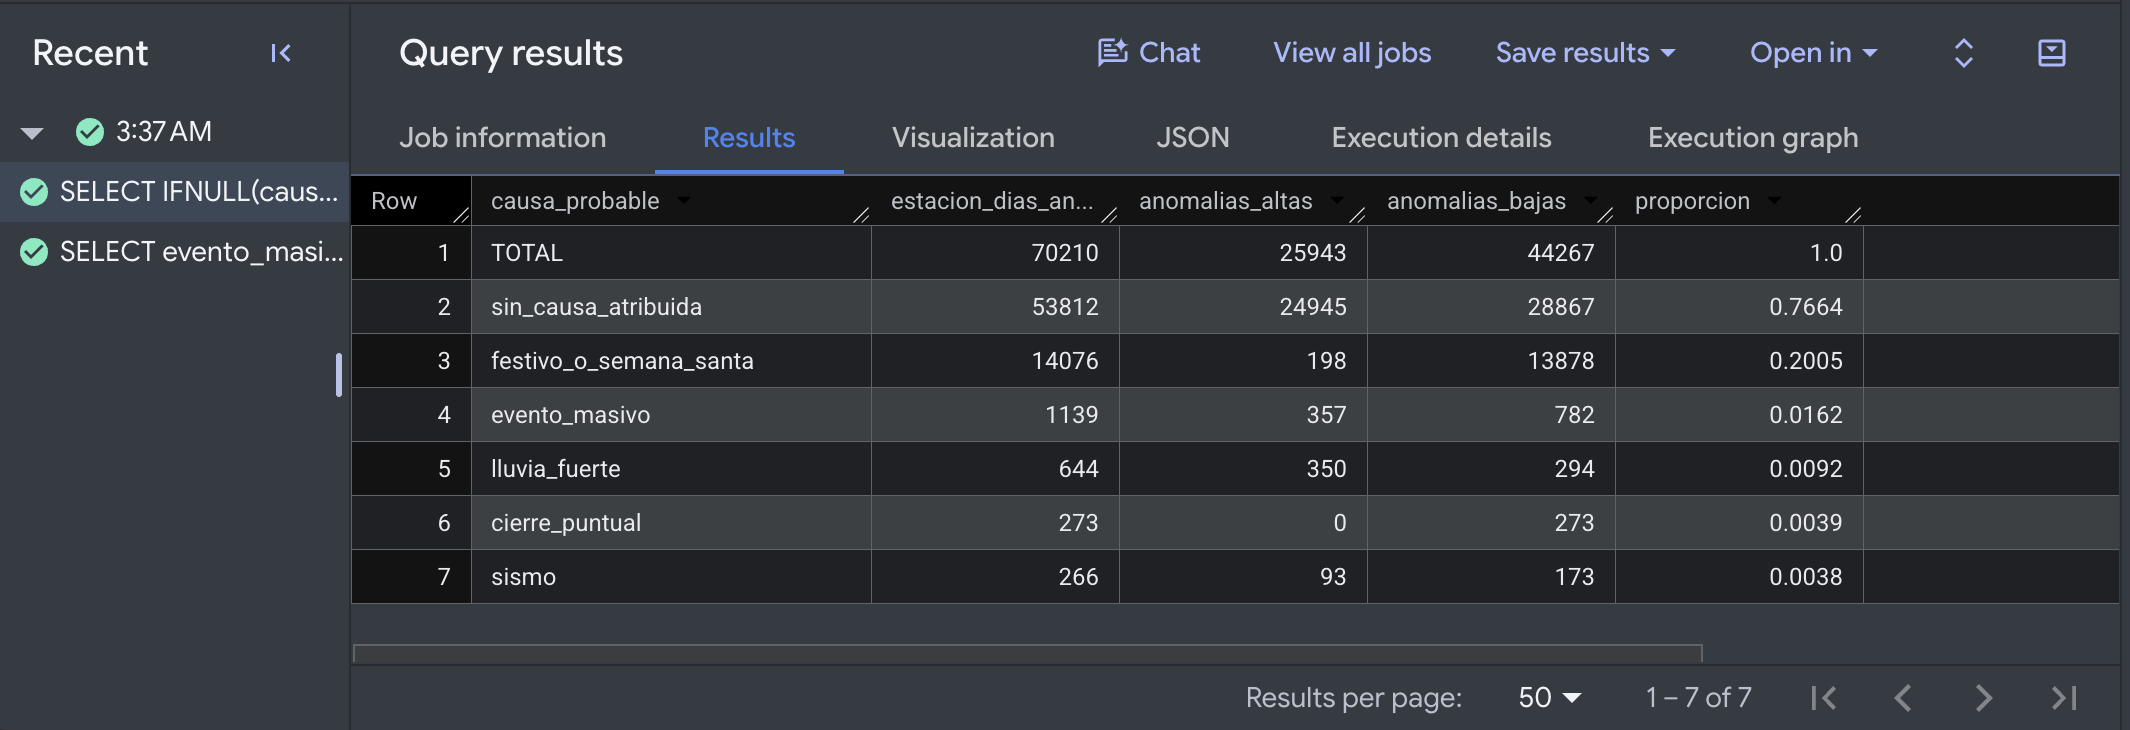 Recent
Query results
Chat
View all jobs
Save results
Open in
3:37 AM
SELECT IFNULL(caus...
SELECT evento_masi...
Job information
Results
Visualization
JSON
Execution details
Execution graph
Row causa_probable estacion_dias_an... anomalias_altas anomalias_bajas proporcion
1 TOTAL 70210 25943 44267 1.0
2 sin_causa_atribuida 53812 24945 28867 0.7664
3 festivo_o_semana_santa 14076 198 13878 0.2005
4 evento_masivo 1139 357 782 0.0162
5 lluvia_fuerte 644 350 294 0.0092
6 cierre_puntual 273 0 273 0.0039
7 sismo 266 93 173 0.0038
Results per page: 50 1 – 7 of 7